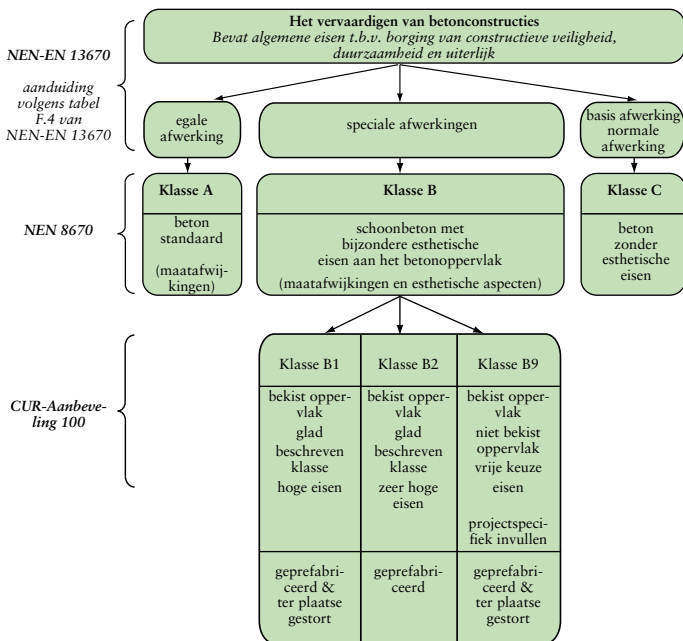 Het vervaardigen van betonconstructies
Bevat algemene eisen t.b.v. borging van constructieve veiligheid,
duurzaamheid en uiterlijk
NEN-EN 13670
aanduiding
volgens tabel
F.4 van
NEN-EN 13670
egale
afwerking
speciale afwerkingen
basis afwerking
normale
afwerking
NEN 8670
Klasse A
beton
standaard
(maatafwij-
kingen)
Klasse B
schoonbeton met
bijzondere esthetische
eisen aan het betonoppervlak
(maatafwijkingen en esthetische aspecten)
Klasse C
beton
zonder
esthetische
eisen
CUR-Aanbeve-
ling 100
Klasse B1
bekist opper-
vlak
glad
beschreven
klasse
hoge eisen
geprefabri-
ceerd &
ter plaatse
gestort
Klasse B2
bekist opper-
vlak
glad
beschreven
klasse
zeer hoge
eisen
geprefabri-
ceerd
Klasse B9
bekist opper-
vlak
niet bekist
oppervlak
vrije keuze
eisen
projectspeci-
fiek invullen
geprefabri-
ceerd &
ter plaatse
gestort